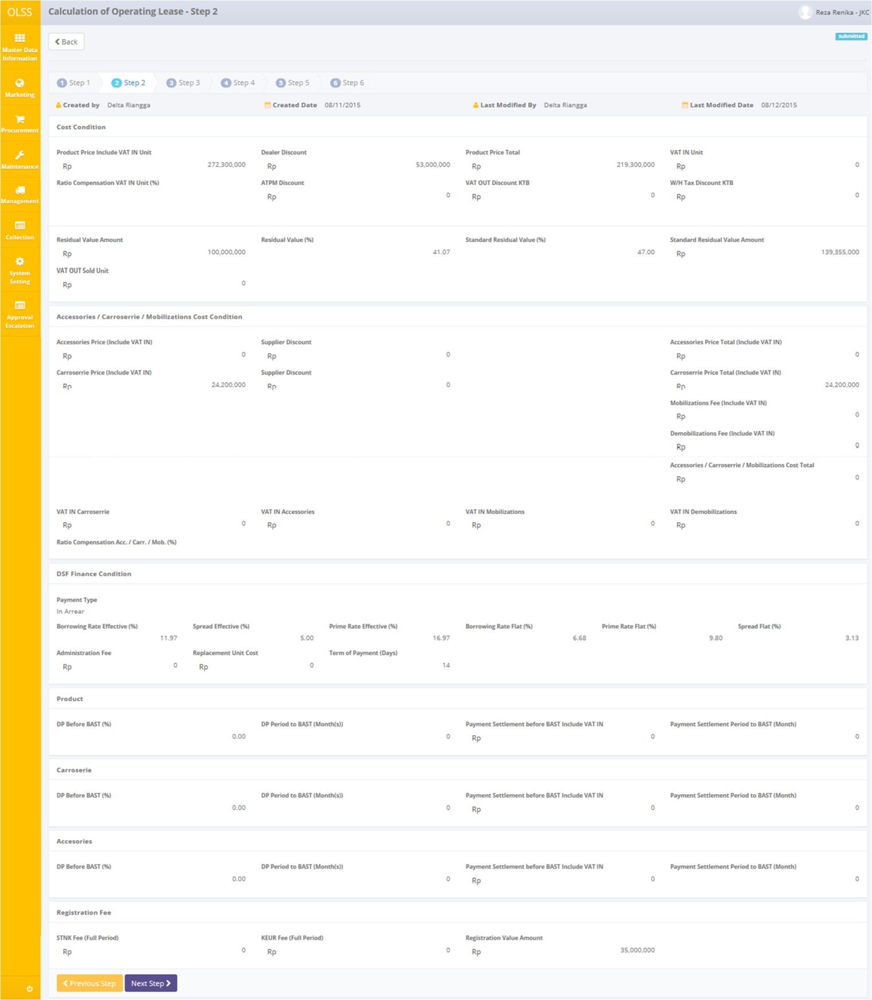 OLSS
Calculation of Operating Lease - Step 2
Reza Renika - JKC
Master Data
Information
Marketing
Procurement
Maintenance
Management
Collection
System
Setting
Approval
Escalation
Back
submitted
1 Step 1 2 Step 2 3 Step 3 4 Step 4 5 Step 5 6 Step 6
Created by Delta Riangga Created Date 08/11/2015 Last Modified By Delta Riangga Last Modified Date 08/12/2015
Cost Condition
Product Price Include VAT IN Unit Dealer Discount Product Price Total VAT IN Unit
Rp 272,300,000 Rp 53,000,000 Rp 219,300,000 Rp 0
Ratio Compensation VAT IN Unit (%) ATPM Discount VAT OUT Discount KTB W/H Tax Discount KTB
Rp 0 Rp 0 Rp 0
Residual Value Amount Residual Value (%) Standard Residual Value (%) Standard Residual Value Amount
Rp 100,000,000 41.07 47.00 Rp 139,355,000
VAT OUT Sold Unit
Rp 0
Accessories / Carroserrie / Mobilizations Cost Condition
Accessories Price (Include VAT IN) Supplier Discount Accessories Price Total (Include VAT IN)
Rp 0 Rp 0 Rp 0
Carroserrie Price (Include VAT IN) Supplier Discount Carroserrie Price Total (Include VAT IN)
Rp 24,200,000 Rp 0 Rp 24,200,000
Mobilizations Fee (Include VAT IN)
Rp 0
Demobilizations Fee (Include VAT IN)
Rp 0
Accessories / Carroserrie / Mobilizations Cost Total
Rp 0
VAT IN Carroserrie VAT IN Accessories VAT IN Mobilizations VAT IN Demobilizations
Rp 0 Rp 0 Rp 0 Rp 0
Ratio Compensation Acc. / Carr. / Mob. (%)
DSF Finance Condition
Payment Type
In Arrear
Borrowing Rate Effective (%) Spread Effective (%) Prime Rate Effective (%) Borrowing Rate Flat (%) Prime Rate Flat (%) Spread Flat (%)
11.97 5.00 16.97 6.68 9.80 3.13
Administration Fee Replacement Unit Cost Term of Payment (Days)
Rp 0 Rp 0 14
Product
DP Before BAST (%) DP Period to BAST (Month(s)) Payment Settlement before BAST Include VAT IN Payment Settlement Period to BAST (Month)
0.00 0 Rp 0 0
Carroserie
DP Before BAST (%) DP Period to BAST (Month(s)) Payment Settlement before BAST Include VAT IN Payment Settlement Period to BAST (Month)
0.00 0 Rp 0 0
Accesories
DP Before BAST (%) DP Period to BAST (Month(s)) Payment Settlement before BAST Include VAT IN Payment Settlement Period to BAST (Month)
0.00 0 Rp 0 0
Registration Fee
STNK Fee (Full Period) KEUR Fee (Full Period) Registration Value Amount
Rp 0 Rp 0 Rp 35,000,000
Previous Step Next Step